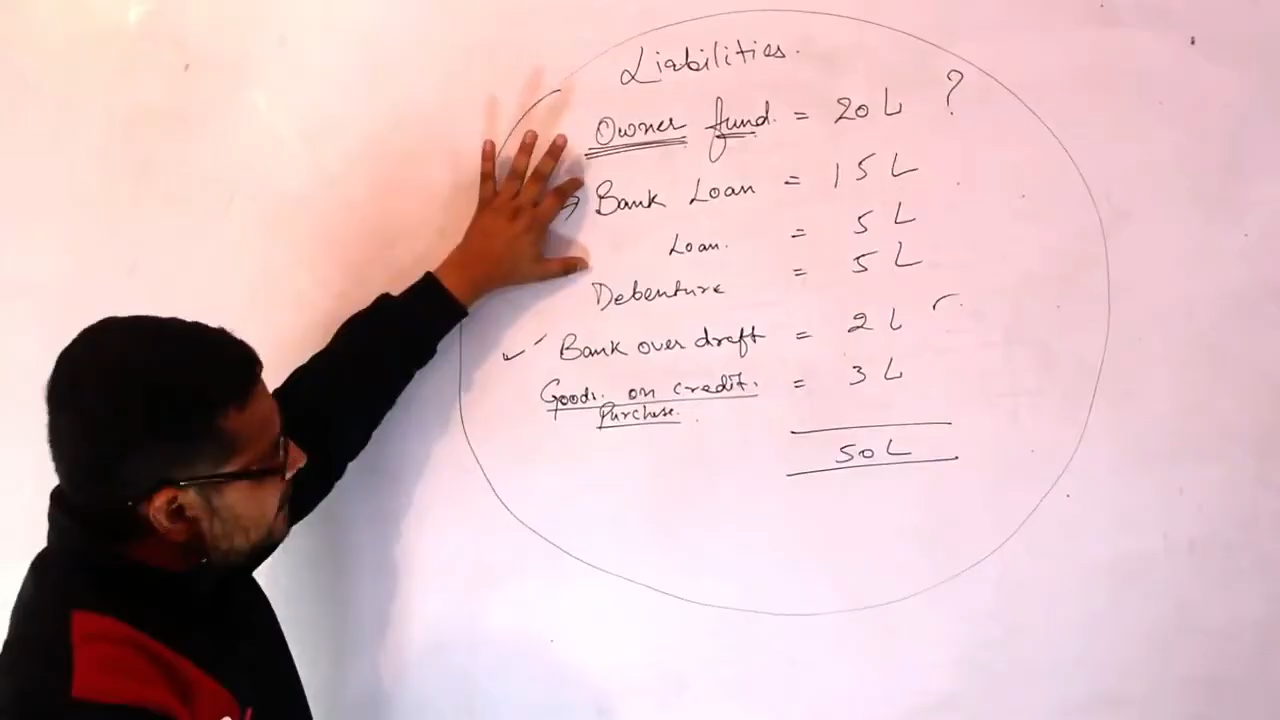 Liabilities.
Owner fund. = 20 L ?
→ Bank Loan = 15 L
Loan. = 5 L
Debenture = 5 L
✓ Bank over draft = 2 L
Goods. on credit. = 3 L
Purchase.
50 L